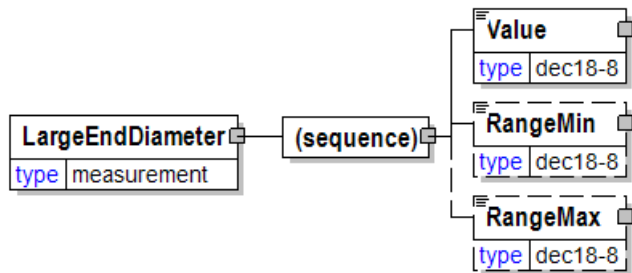 LargeEndDiameter
type measurement
(sequence)
Value
type dec18-8
RangeMin
type dec18-8
RangeMax
type dec18-8